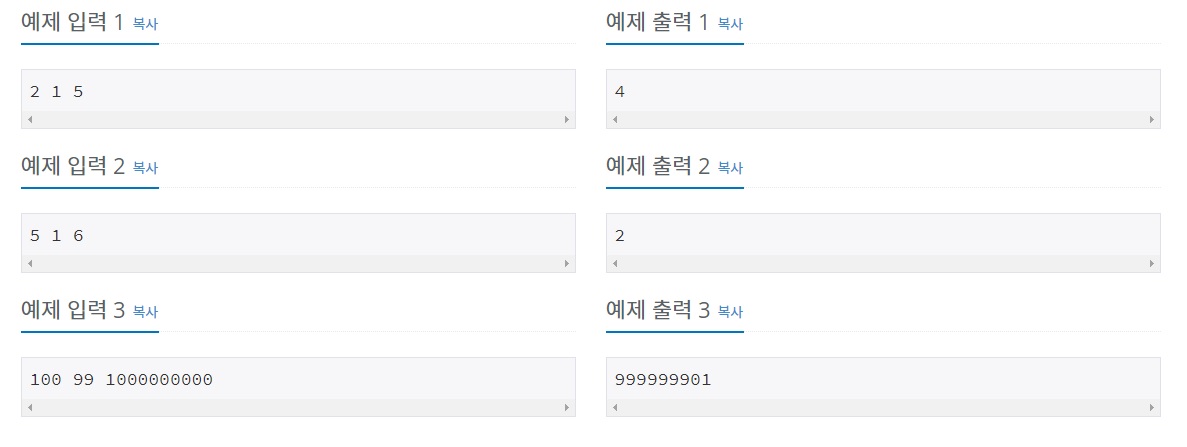 예제 입력 1 복사
예제 출력 1 복사
2 1 5
4
예제 입력 2 복사
예제 출력 2 복사
5 1 6
2
예제 입력 3 복사
예제 출력 3 복사
100 99 1000000000
999999901